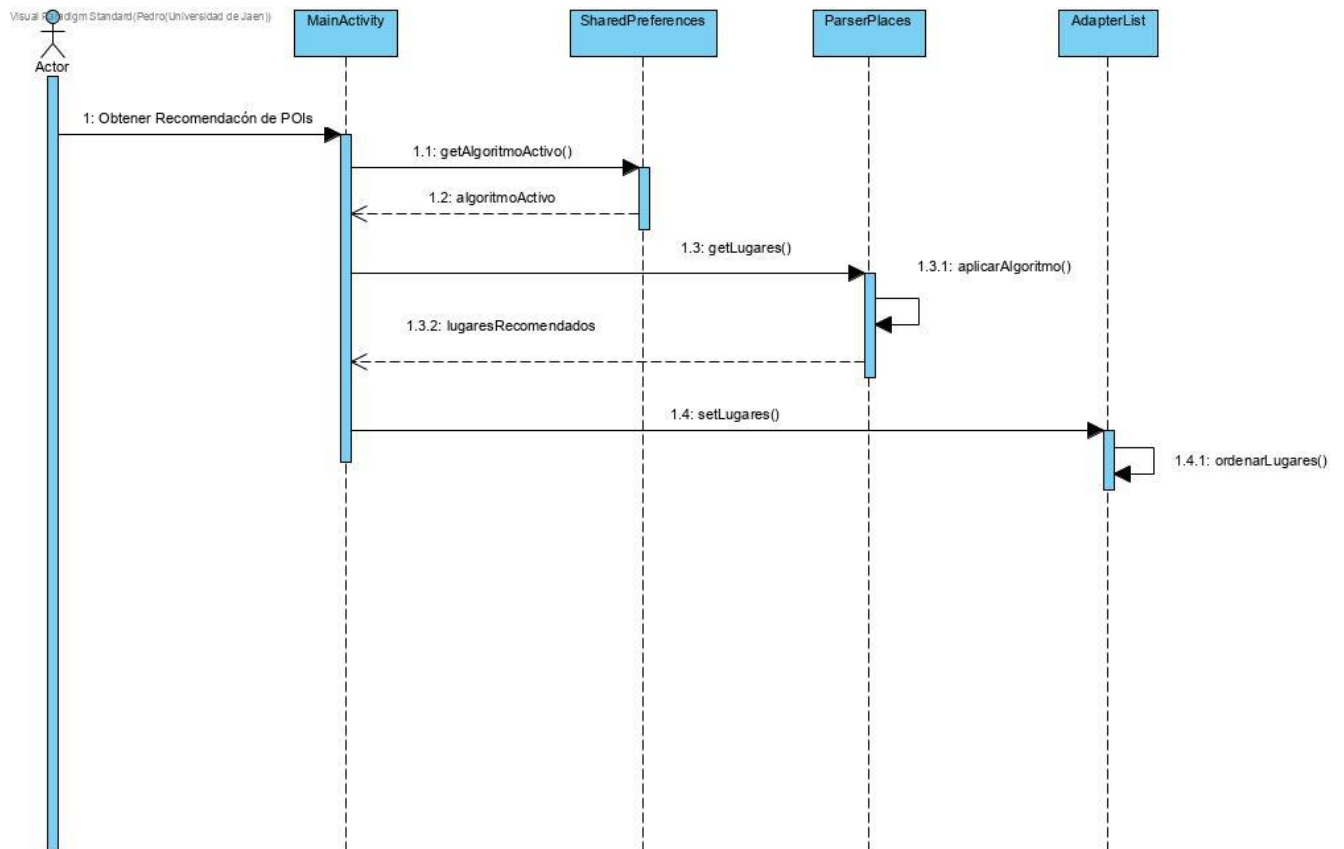 Visual Paradigm Standard(Pedro(Universidad de Jaen))
Actor
MainActivity
SharedPreferences
ParserPlaces
AdapterList
1: Obtener Recomendacón de POIs
1.1: getAlgoritmoActivo()
1.2: algoritmoActivo
1.3: getLugares()
1.3.1: aplicarAlgoritmo()
1.3.2: lugaresRecomendados
1.4: setLugares()
1.4.1: ordenarLugares()